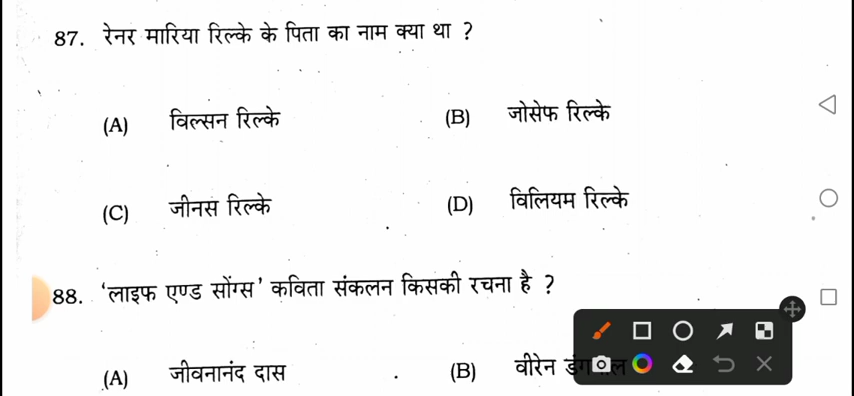 87. रेनर मारिया रिल्के के पिता का नाम क्या था ?
(A) विल्सन रिल्के (B) जोसेफ रिल्के
(C) जीनस रिल्के (D) विलियम रिल्के
88. ‘लाइफ एण्ड सोंग्स’ कविता संकलन किसकी रचना है ?
(A) जीवनानंद दास (B) वीरेन